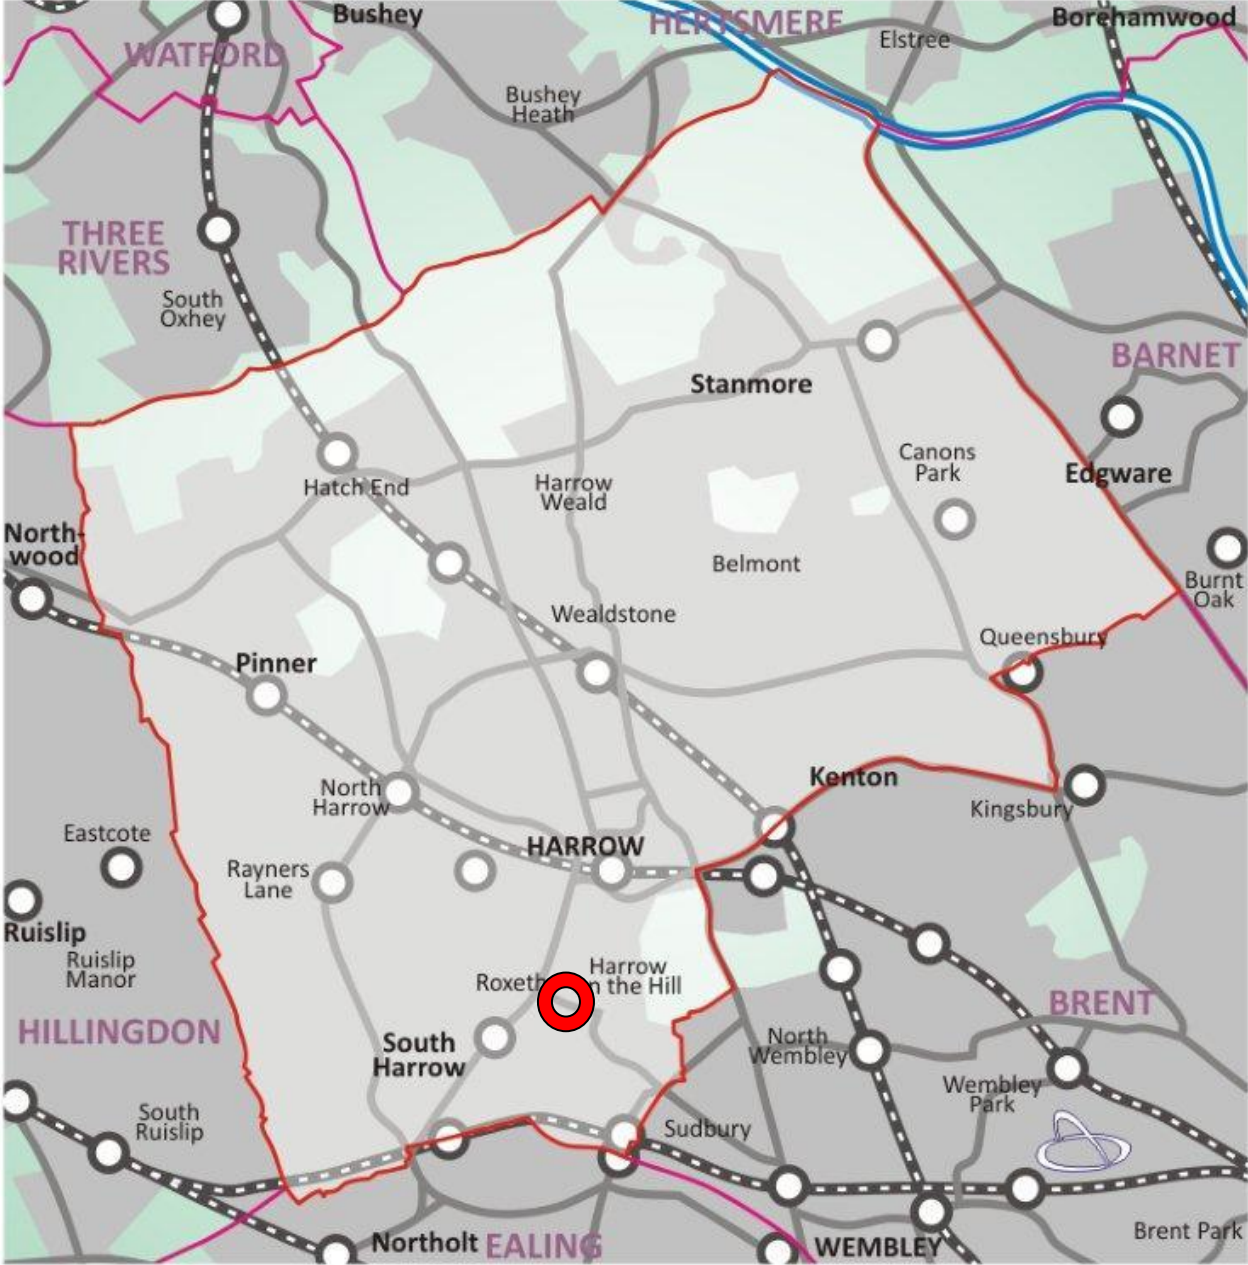 Bushey
HERTSMERE
Borehamwood
WATFORD
Elstree
Bushey
Heath
THREE
RIVERS
South
Oxhey
BARNET
Stanmore
Canons
Park
Edgware
Hatch End
Harrow
Weald
North-
wood
Belmont
Burnt
Oak
Wealdstone
Queensbury
Pinner
Kenton
North
Harrow
Kingsbury
Eastcote
HARROW
Rayners
Lane
Ruislip
Ruislip
Manor
Harrow
n the Hill
Roxeth
HILLINGDON
BRENT
South
Harrow
North
Wembley
Wembley
Park
South
Ruislip
Sudbury
Brent Park
Northolt
EALING
WEMBLEY